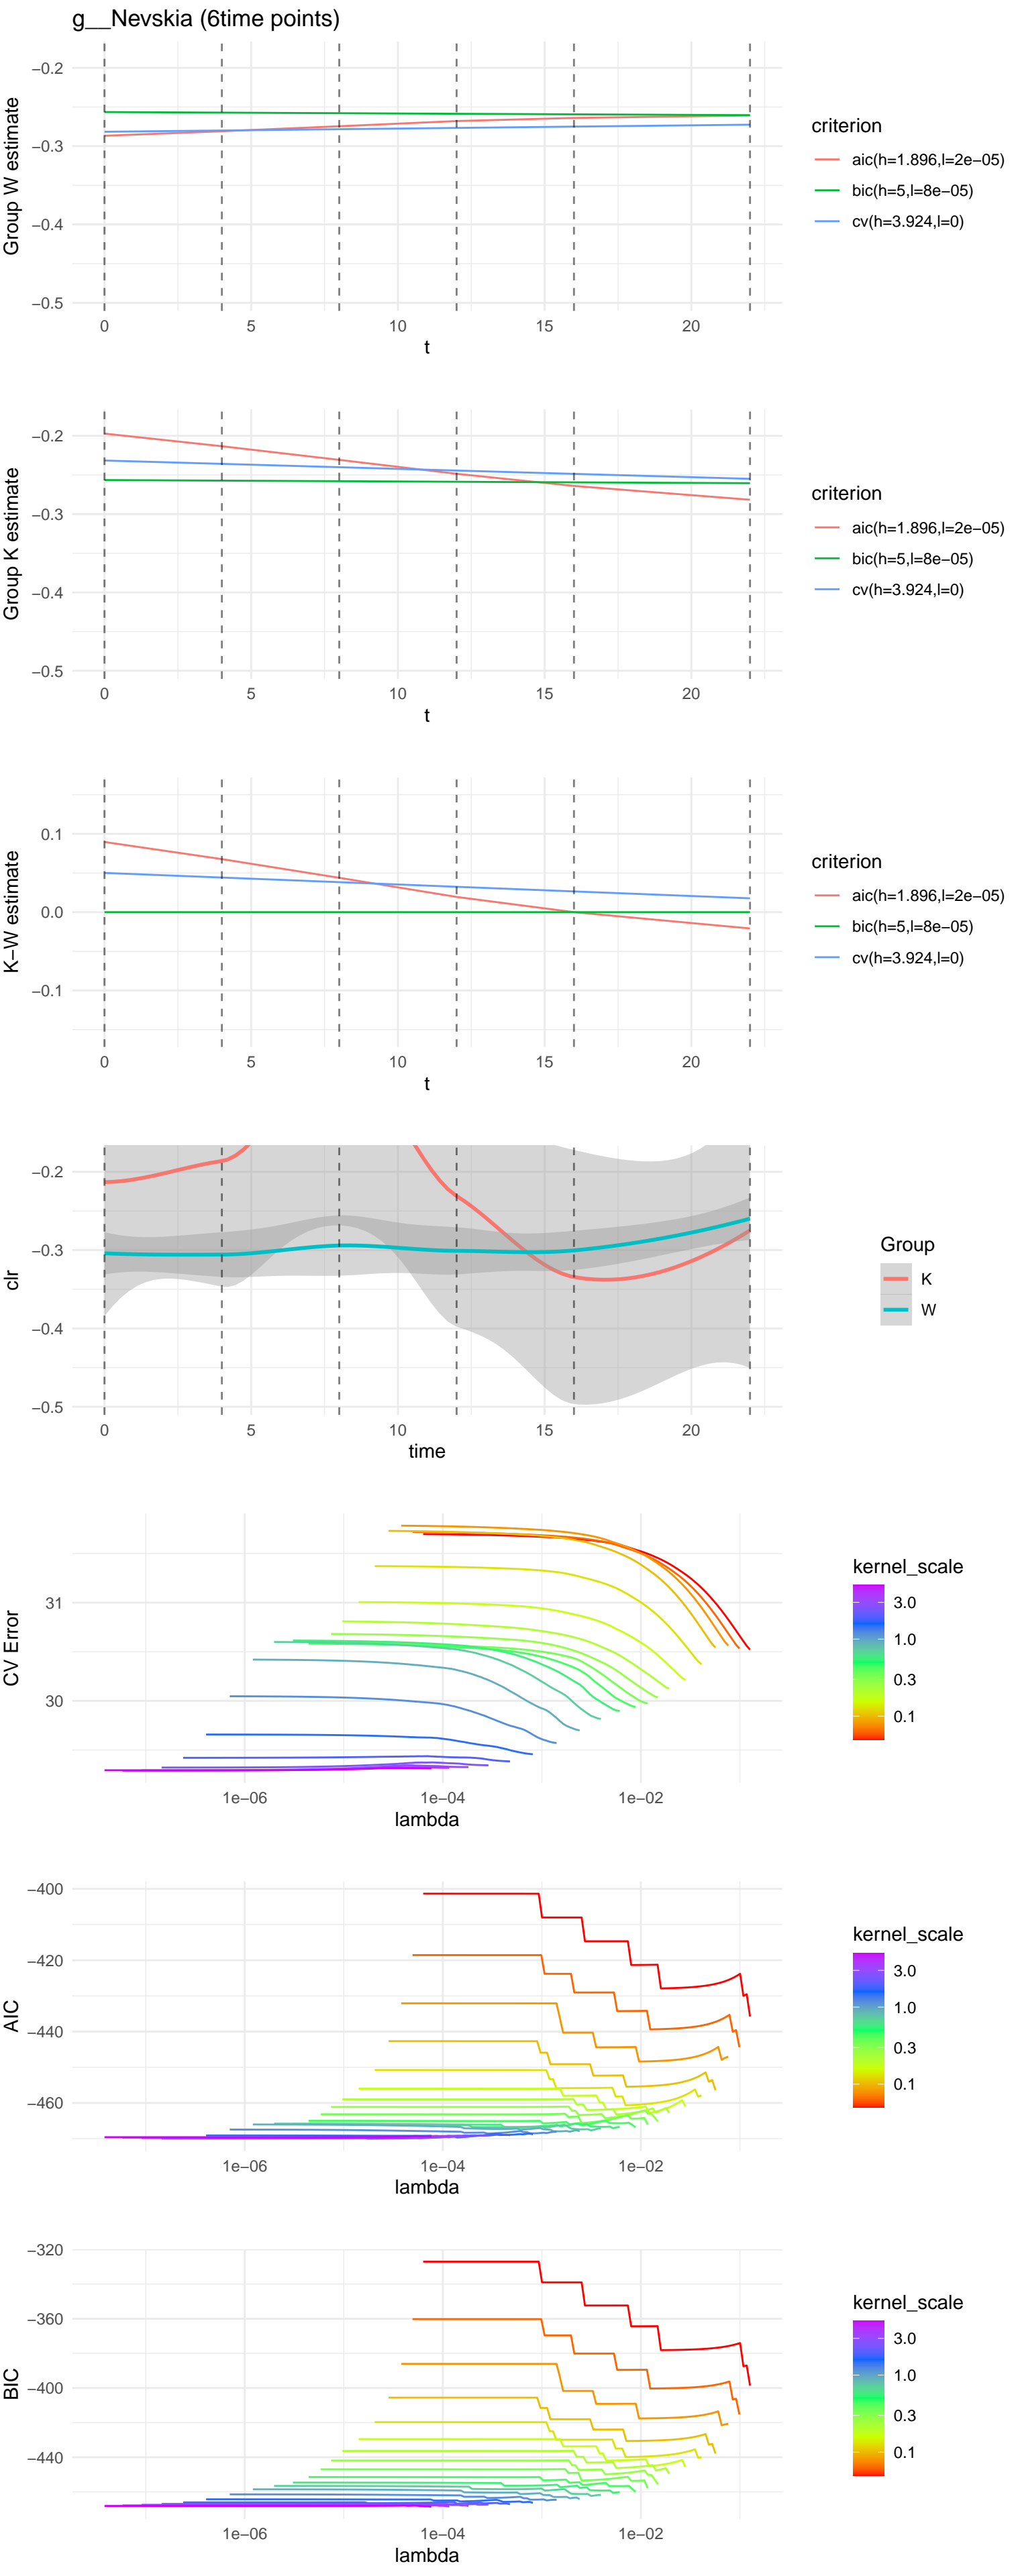 g__Nevskia (6time points)
Group W estimate
−0.2
−0.3
−0.4
−0.5
0 5 10 15 20
t
criterion
aic(h=1.896,l=2e−05)
bic(h=5,l=8e−05)
cv(h=3.924,l=0)
Group K estimate
−0.2
−0.3
−0.4
−0.5
0 5 10 15 20
t
criterion
aic(h=1.896,l=2e−05)
bic(h=5,l=8e−05)
cv(h=3.924,l=0)
K−W estimate
0.1
0.0
−0.1
0 5 10 15 20
t
criterion
aic(h=1.896,l=2e−05)
bic(h=5,l=8e−05)
cv(h=3.924,l=0)
clr
−0.2
−0.3
−0.4
−0.5
0 5 10 15 20
time
Group
K
W
CV Error
31
30
1e−06 1e−04 1e−02
lambda
kernel_scale
3.0
1.0
0.3
0.1
AIC
−400
−420
−440
−460
1e−06 1e−04 1e−02
lambda
kernel_scale
3.0
1.0
0.3
0.1
BIC
−320
−360
−400
−440
1e−06 1e−04 1e−02
lambda
kernel_scale
3.0
1.0
0.3
0.1